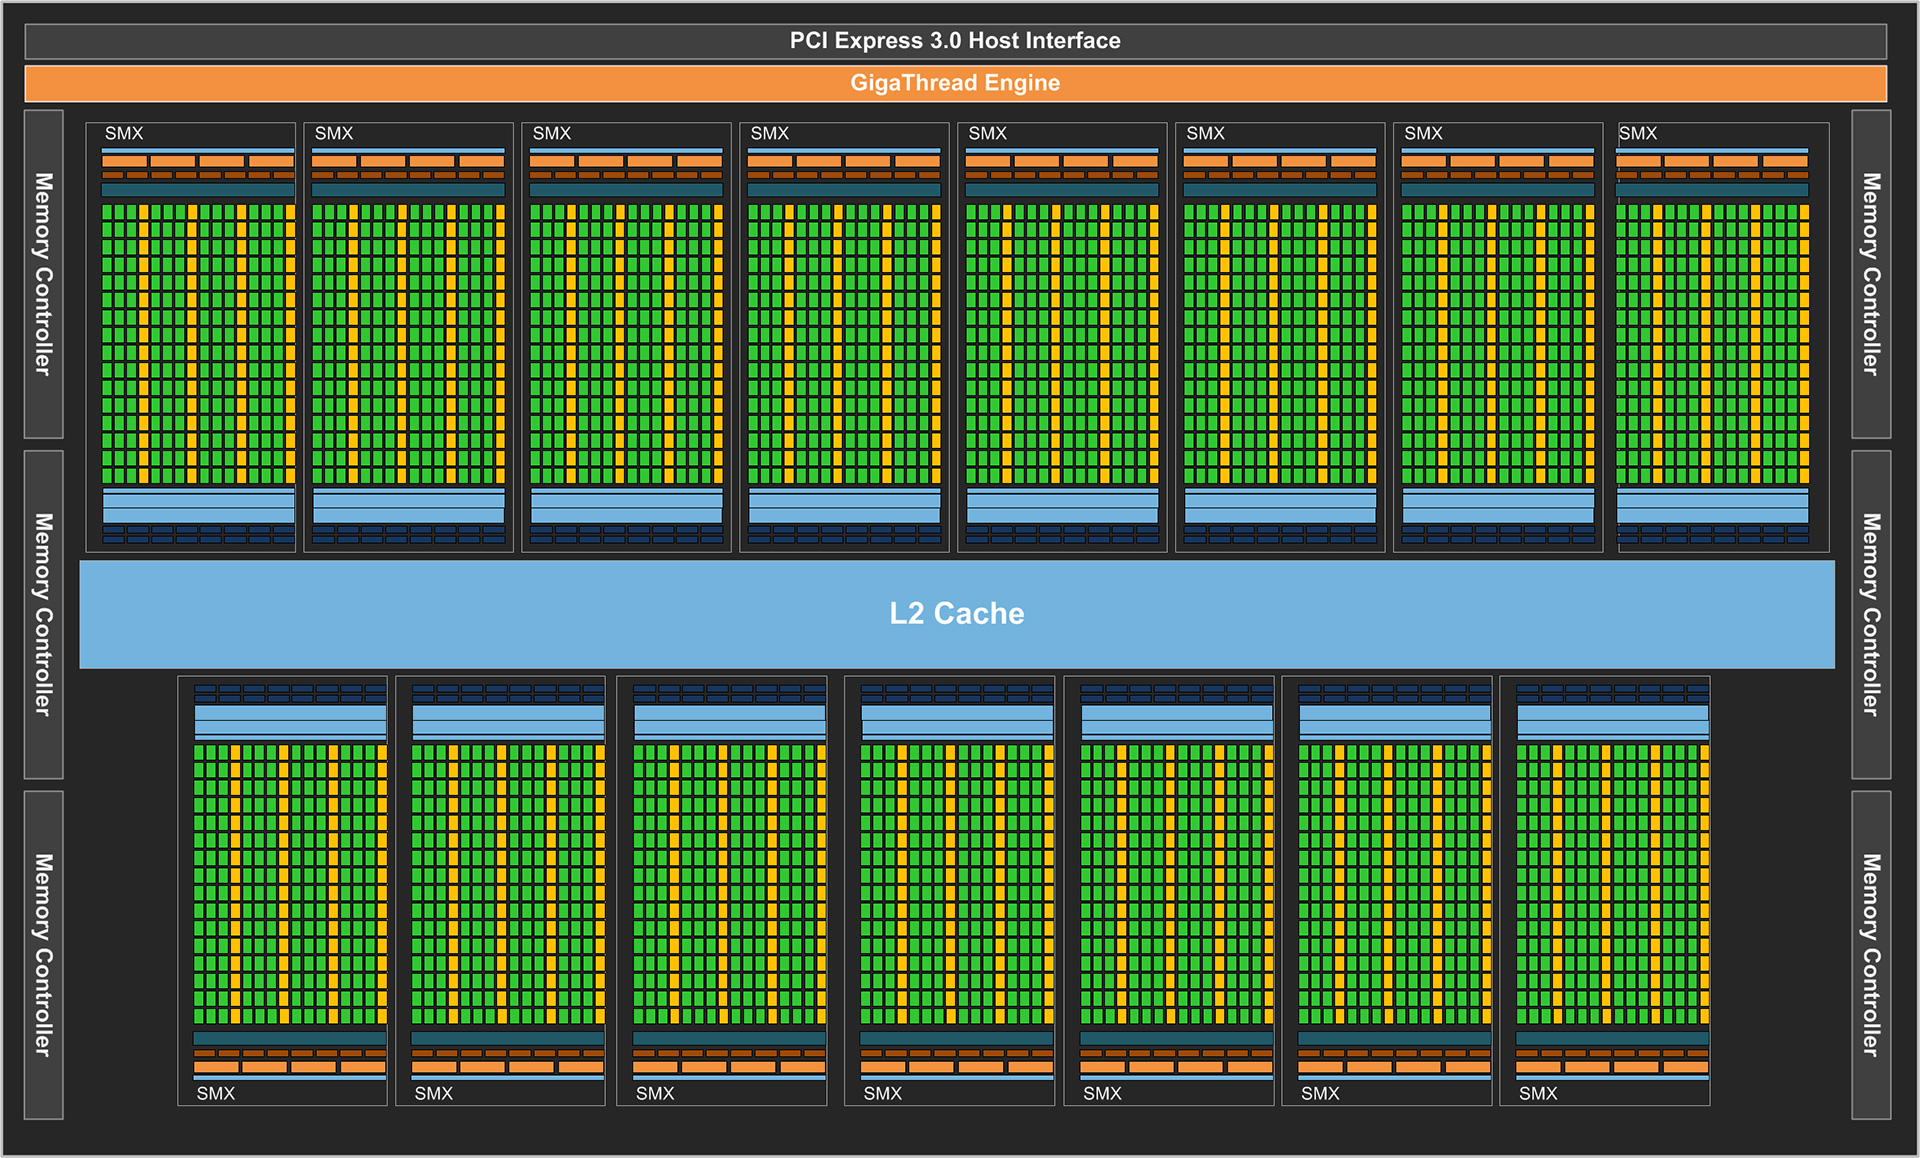 PCI Express 3.0 Host Interface
GigaThread Engine
Memory Controller
Memory Controller
Memory Controller
SMX
SMX
SMX
SMX
SMX
SMX
SMX
SMX
L2 Cache
SMX
SMX
SMX
SMX
SMX
SMX
SMX
Memory Controller
Memory Controller
Memory Controller